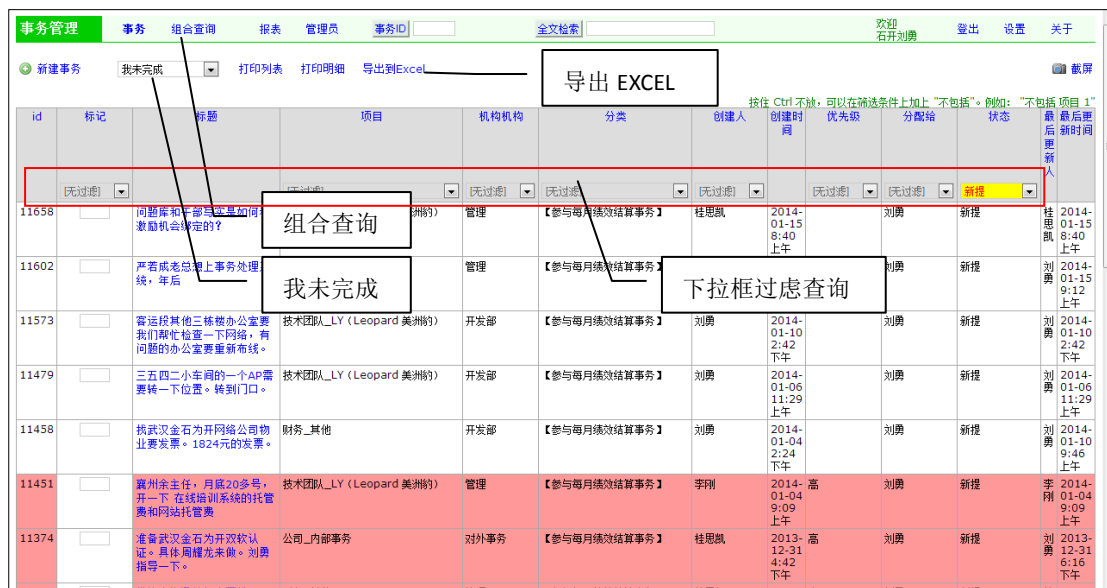 事务管理 事务 组合查询 报表 管理员 事务ID 全文检索 欢迎 石开刘勇 登出 设置 关于
新建事务 我未完成 打印列表 打印明细 导出到Excel 截屏
导出 EXCEL
按住 Ctrl 不放，可以在筛选条件上加上 "不包括"。例如： "不包括 项目 1"
id 标记 标题 项目 机构机构 分类 创建人 创建时间 优先级 分配给 状态 最后更新人 最后更新时间
[无过滤] [无过滤] [无过滤] [无过滤] [无过滤] [无过滤] [无过滤] 新提
11658 管理 【参与每月绩效结算事务】 桂思凯 2014-01-15 8:40 上午 刘勇 新提 桂思凯 2014-01-15 8:40 上午
激励机会绑定的?
组合查询
11602 管理 【参与每月绩效结算事务】 刘勇 新提 刘勇 2014-01-15 9:12 上午
统，年后
我未完成
下拉框过虑查询
11573 客运段其他三栋楼办公室要 技术团队_LY (Leopard 美洲豹) 开发部 【参与每月绩效结算事务】 刘勇 2014-01-10 2:42 下午 刘勇 新提 刘勇 2014-01-10 2:42 下午
我们帮忙检查一下网络，有
问题的办公室要重新布线。
11479 三五四二小车间的一个AP需 技术团队_LY (Leopard 美洲豹) 开发部 【参与每月绩效结算事务】 刘勇 2014-01-06 11:29 上午 刘勇 新提 刘勇 2014-01-06 11:29 上午
要转一下位置。转到门口。
11458 找武汉金石为开网络公司物 财务_其他 开发部 【参与每月绩效结算事务】 刘勇 2014-01-04 2:24 下午 刘勇 新提 刘勇 2014-01-10 9:46 上午
业要发票。1824元的发票。
11451 襄州余主任，月底20多号， 技术团队_LY (Leopard 美洲豹) 管理 【参与每月绩效结算事务】 李刚 2014-01-04 9:09 上午 高 刘勇 新提 李刚 2014-01-04 9:09 上午
开一下 在线培训系统的托管
费和网站托管费
11374 准备武汉金石为开双软认 公司_内部事务 对外事务 【参与每月绩效结算事务】 桂思凯 2013-12-31 4:42 下午 高 刘勇 新提 刘勇 2013-12-31 6:16 下午
证。具体周耀龙来做。刘勇
指导一下。